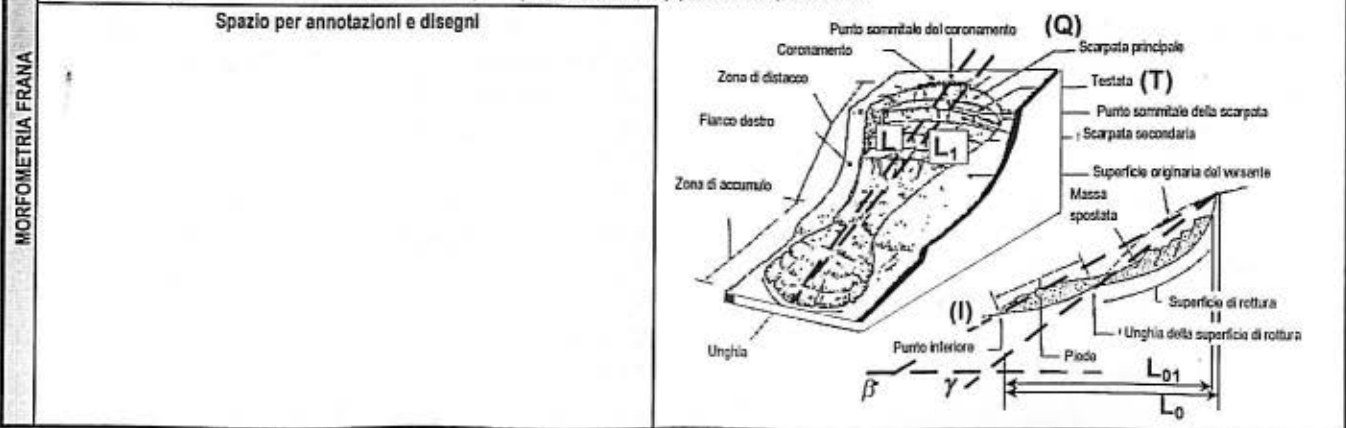 MORFOMETRIA FRANA
Spazio per annotazioni e disegni
Punto sommitale del coronamento
(Q)
Coronamento
Scarpata principale
Zona di distacco
Testata (T)
Punto sommitale della scarpata
Fianco destro
Scarpata secondaria
L
L1
Superficie originaria del versante
Zona di accumulo
Massa
spostata
Superficie di rottura
(I)
Unghia della superficie di rottura
Unghia
Punto inferiore
Piede
β
γ
L01
L0